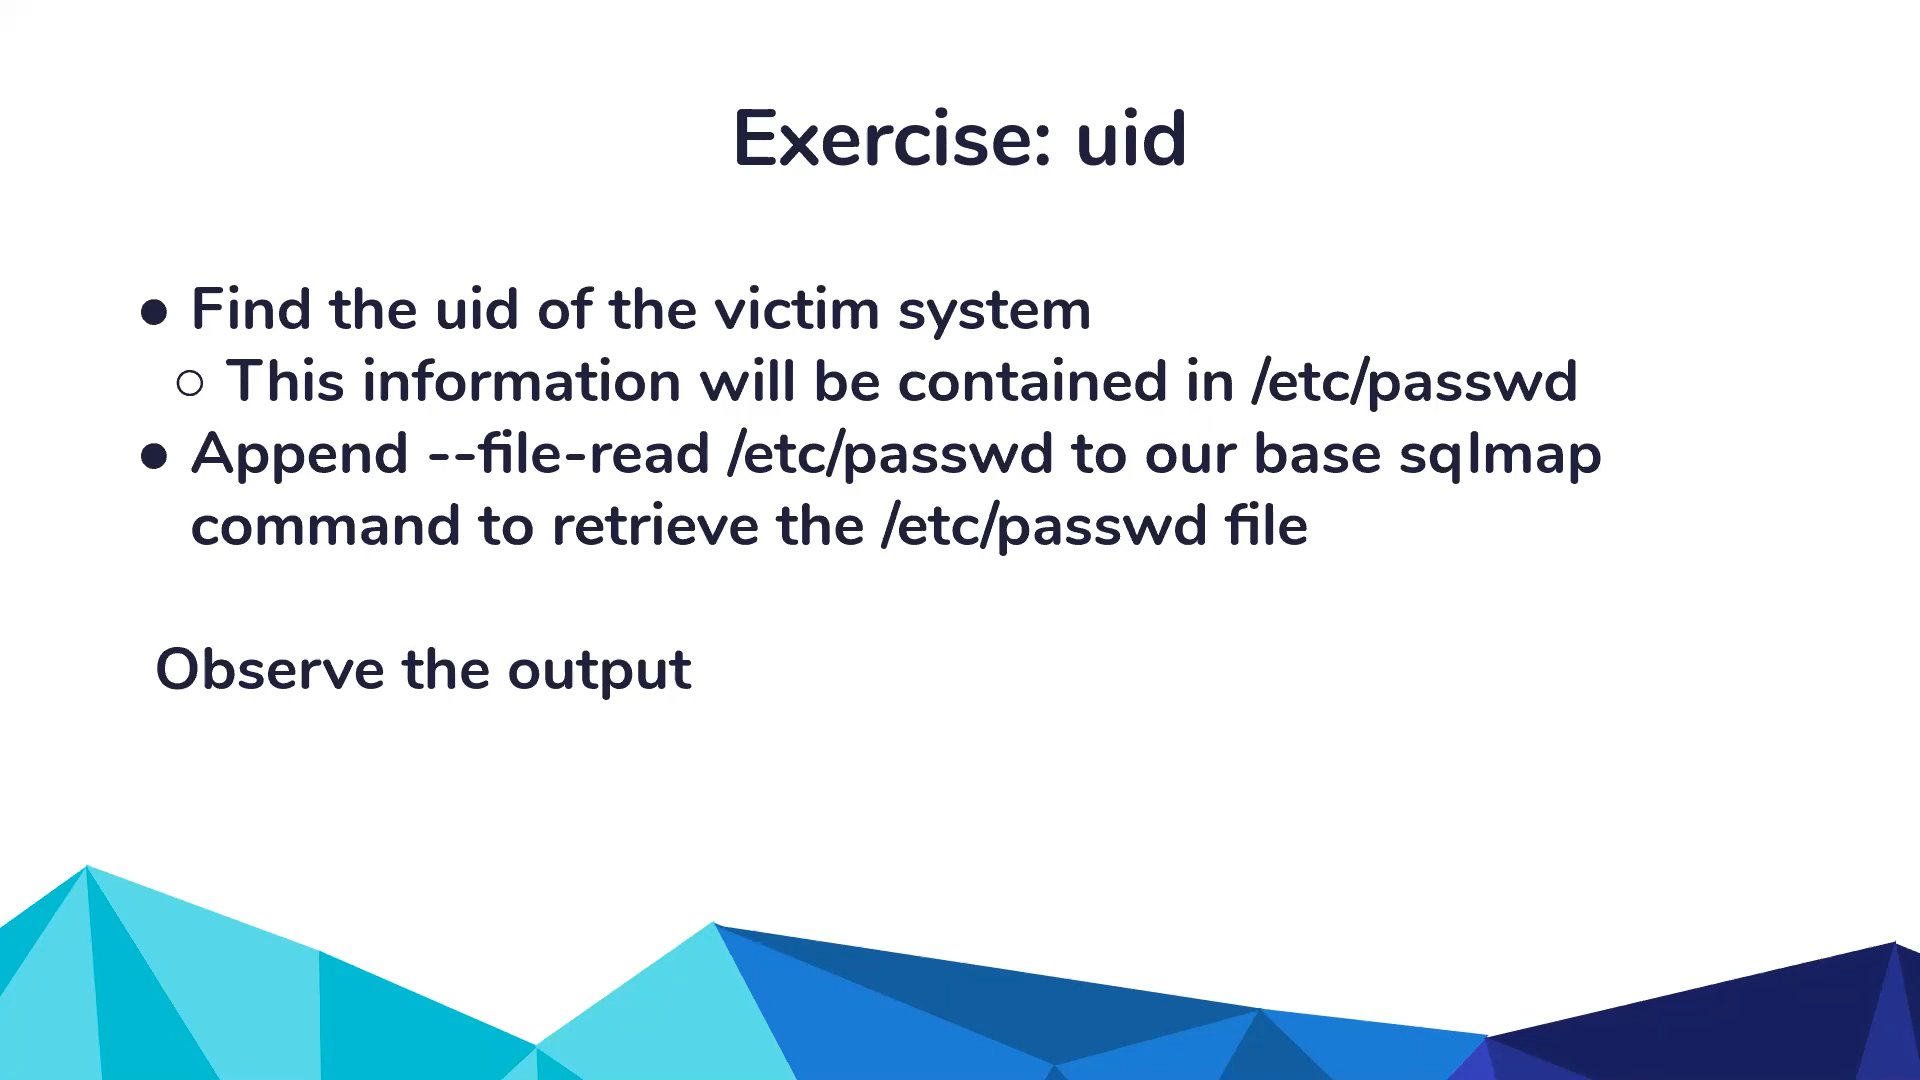 Exercise: uid
● Find the uid of the victim system
○ This information will be contained in /etc/passwd
● Append --file-read /etc/passwd to our base sqlmap
command to retrieve the /etc/passwd file
Observe the output